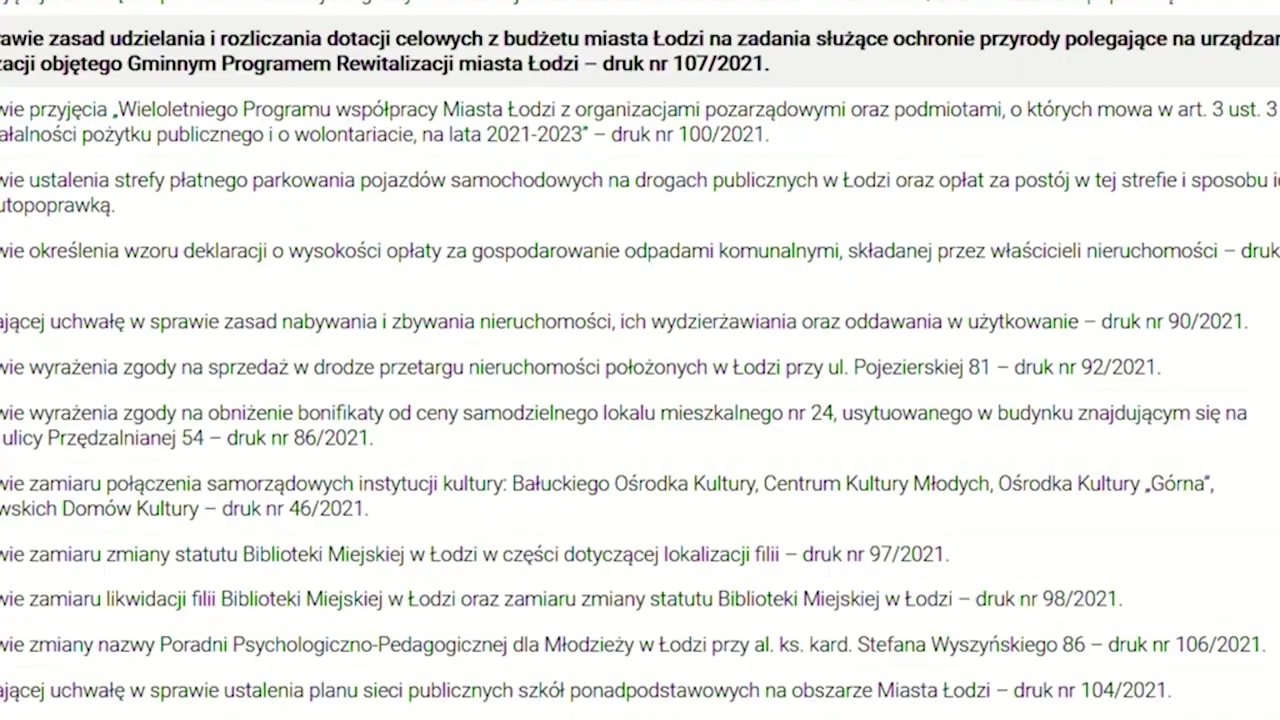 awie zasad udzielania i rozliczania dotacji celowych z budżetu miasta Łodzi na zadania służące ochronie przyrody polegające na urządzan
zacji objętego Gminnym Programem Rewitalizacji miasta Łodzi – druk nr 107/2021.
wie przyjęcia „Wieloletniego Programu współpracy Miasta Łodzi z organizacjami pozarządowymi oraz podmiotami, o których mowa w art. 3 ust. 3
ałalności pożytku publicznego i o wolontariacie, na lata 2021-2023” – druk nr 100/2021.
wie ustalenia strefy płatnego parkowania pojazdów samochodowych na drogach publicznych w Łodzi oraz opłat za postój w tej strefie i sposobu ic
utopoprawką.
wie określenia wzoru deklaracji o wysokości opłaty za gospodarowanie odpadami komunalnymi, składanej przez właścicieli nieruchomości – druk
ającej uchwałę w sprawie zasad nabywania i zbywania nieruchomości, ich wydzierżawiania oraz oddawania w użytkowanie – druk nr 90/2021.
wie wyrażenia zgody na sprzedaż w drodze przetargu nieruchomości położonych w Łodzi przy ul. Pojezierskiej 81 – druk nr 92/2021.
wie wyrażenia zgody na obniżenie bonifikaty od ceny samodzielnego lokalu mieszkalnego nr 24, usytuowanego w budynku znajdującym się na
ulicy Przędzalnianej 54 – druk nr 86/2021.
wie zamiaru połączenia samorządowych instytucji kultury: Bałuckiego Ośrodka Kultury, Centrum Kultury Młodych, Ośrodka Kultury „Górna”,
wskich Domów Kultury – druk nr 46/2021.
wie zamiaru zmiany statutu Biblioteki Miejskiej w Łodzi w części dotyczącej lokalizacji filii – druk nr 97/2021.
wie zamiaru likwidacji filii Biblioteki Miejskiej w Łodzi oraz zamiaru zmiany statutu Biblioteki Miejskiej w Łodzi – druk nr 98/2021.
wie zmiany nazwy Poradni Psychologiczno-Pedagogicznej dla Młodzieży w Łodzi przy al. ks. kard. Stefana Wyszyńskiego 86 – druk nr 106/2021.
ającej uchwałę w sprawie ustalenia planu sieci publicznych szkół ponadpodstawowych na obszarze Miasta Łodzi – druk nr 104/2021.